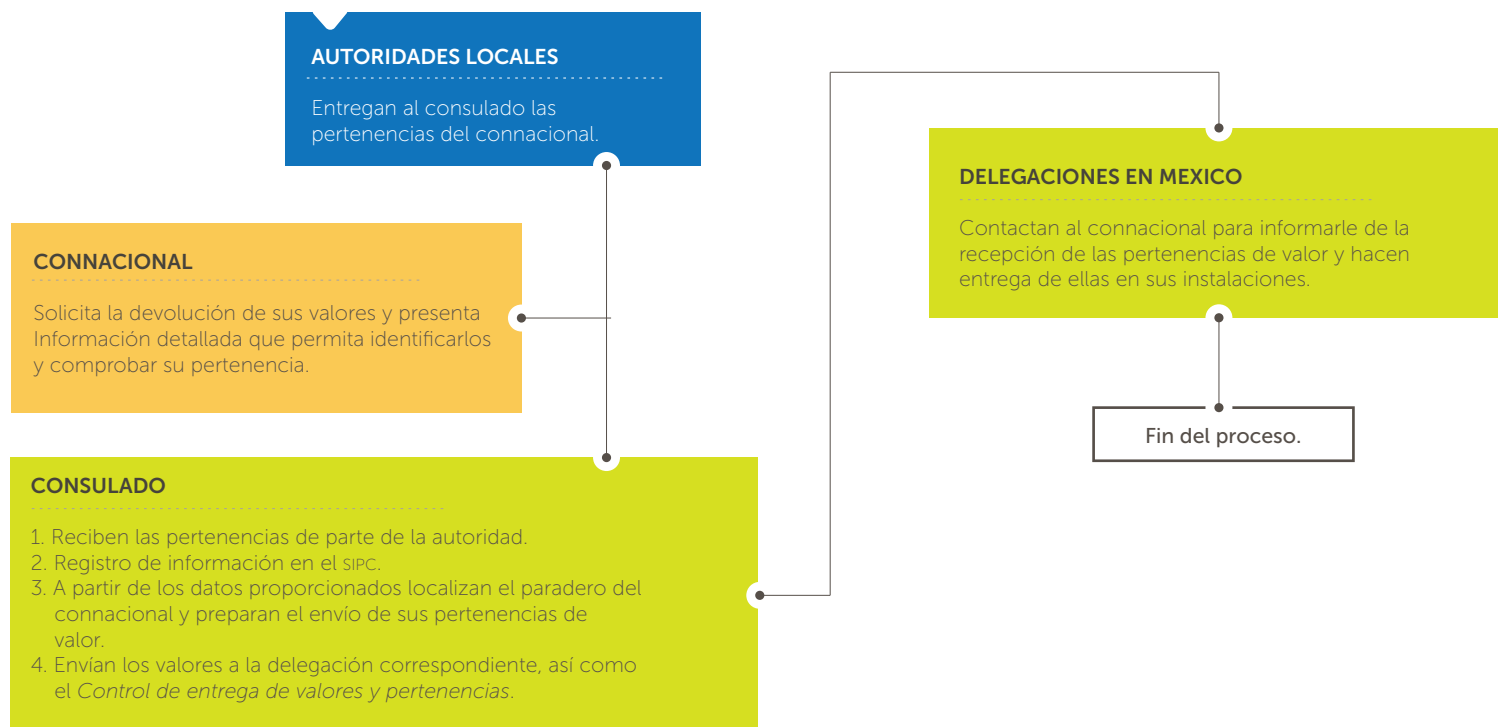 AUTORIDADES LOCALES
Entregan al consulado las
pertenencias del connacional.
CONNACIONAL
Solicita la devolución de sus valores y presenta
Información detallada que permita identificarlos
y comprobar su pertenencia.
CONSULADO
1. Reciben las pertenencias de parte de la autoridad.
2. Registro de información en el SIPC.
3. A partir de los datos proporcionados localizan el paradero del
connacional y preparan el envío de sus pertenencias de
valor.
4. Envían los valores a la delegación correspondiente, así como
el Control de entrega de valores y pertenencias.
DELEGACIONES EN MEXICO
Contactan al connacional para informarle de la
recepción de las pertenencias de valor y hacen
entrega de ellas en sus instalaciones.
Fin del proceso.